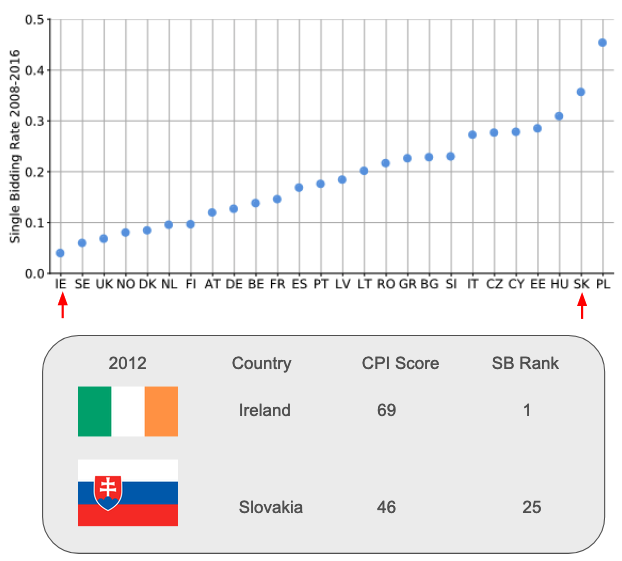 0.5
0.4
0.3
0.2
0.1
0.0
Single Bidding Rate 2008-2016
IE SE UK NO DK NL FI AT DE BE FR ES PT LV LT RO GR BG SI IT CZ CY EE HU SK PL
2012 Country CPI Score SB Rank
Ireland 69 1
Slovakia 46 25